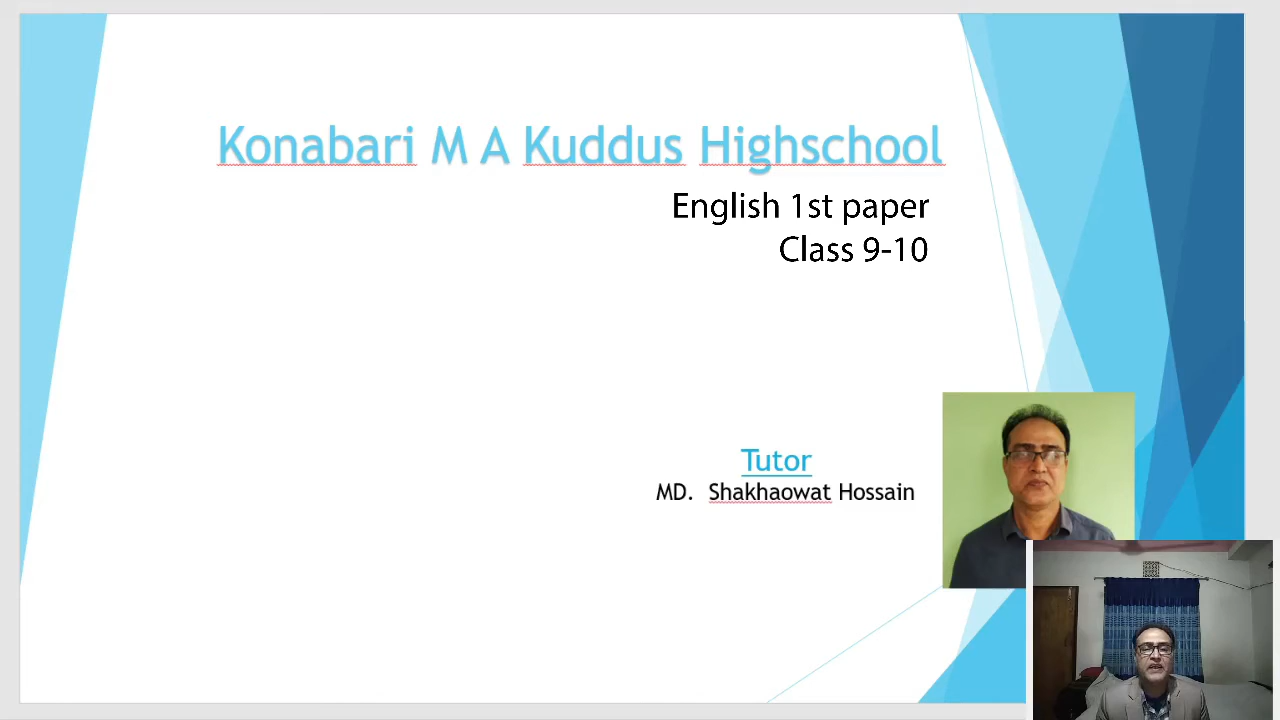 Konabari M A Kuddus Highschool
English 1st paper
Class 9-10
Tutor
MD. Shakhaowat Hossain